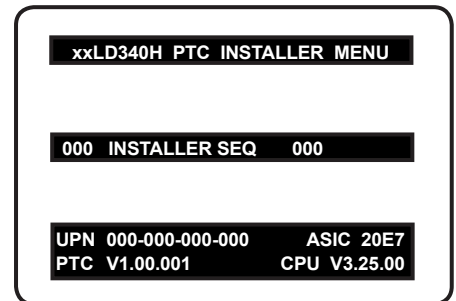 xxLD340H PTC INSTALLER MENU
000 INSTALLER SEQ 000
UPN 000-000-000-000 ASIC 20E7
PTC V1.00.001 CPU V3.25.00